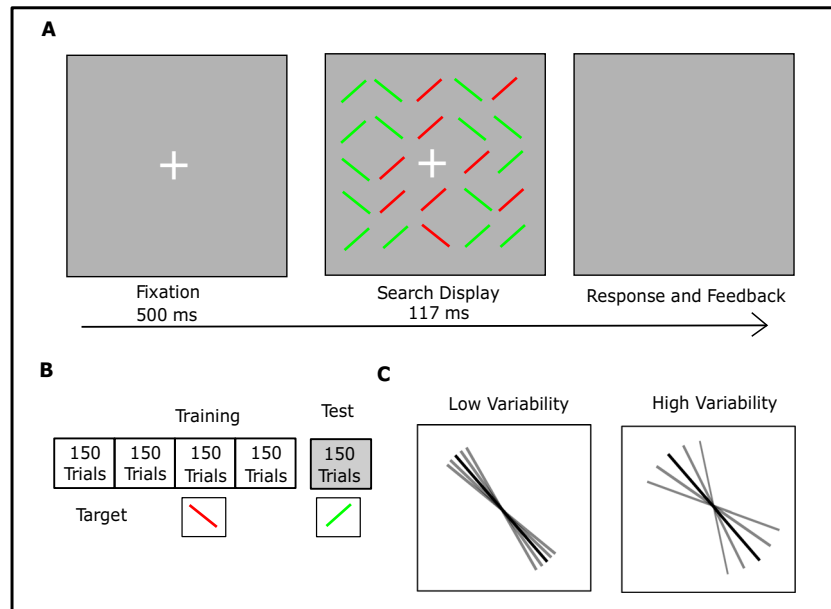 A
Fixation
500 ms
Search Display
117 ms
Response and Feedback
B
Training
Test
150
Trials
150
Trials
150
Trials
150
Trials
150
Trials
Target
C
Low Variability
High Variability